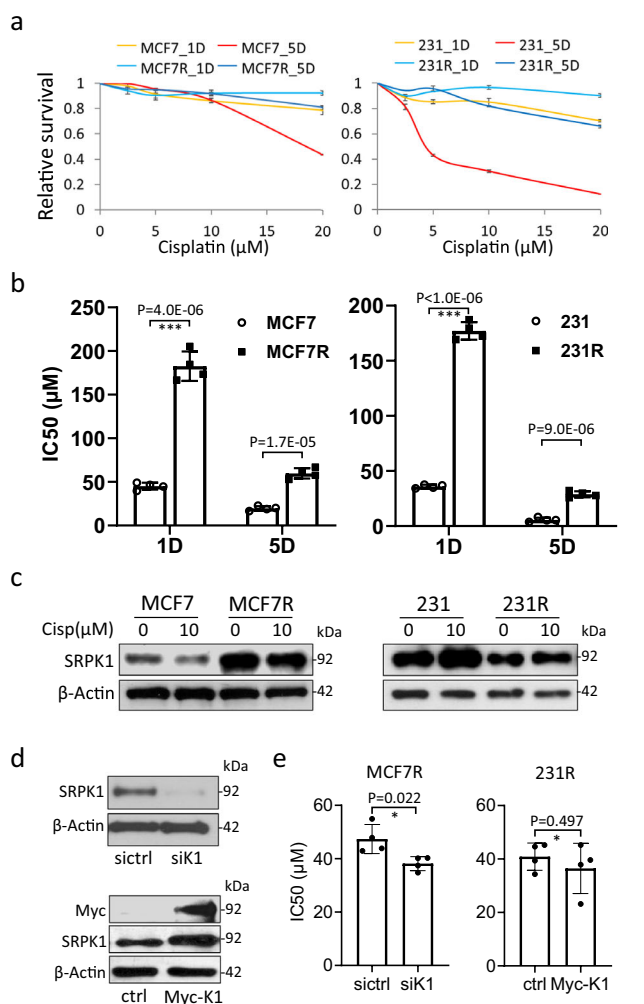 a
MCF7_1D MCF7_5D
MCF7R_1D MCF7R_5D
231_1D 231_5D
231R_1D 231R_5D
Relative survival
1
0.8
0.6
0.4
0.2
0
0 5 10 15 20
Cisplatin (μM)
1
0.8
0.6
0.4
0.2
0
0 5 10 15 20
Cisplatin (μM)
b
IC50 (μM)
250
200
150
100
50
0
P=4.0E-06
***
P=1.7E-05
MCF7
MCF7R
1D 5D
200
150
100
50
0
P<1.0E-06
***
P=9.0E-06
231
231R
1D 5D
c
MCF7 MCF7R
Cisp(μM) 0 10 0 10 kDa
SRPK1 -92
β-Actin -42
231 231R
0 10 0 10 kDa
-92
-42
d
kDa
SRPK1 -92
β-Actin -42
sictrl siK1
kDa
Myc -92
SRPK1 -92
β-Actin -42
ctrl Myc-K1
e
MCF7R
IC50 (μM)
60
40
20
0
P=0.022
*
sictrl siK1
231R
60
40
20
0
P=0.497
*
ctrl Myc-K1